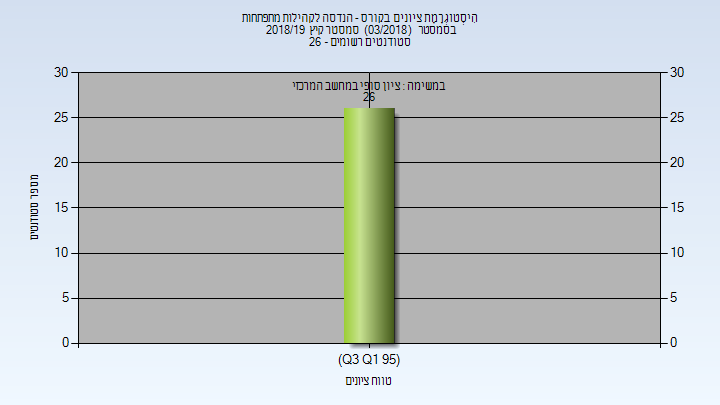 היסטוגרמת ציונים בקורס - הנדסה לקהילות מתפתחות
בסמסטר (03/2018) סמסטר קיץ 2018/19
סטודנטים רשומים - 26
במשימה : ציון סופי במחשב המרכזי
26
30 30
25 25
20 20
15 15
10 10
5 5
0 0
מספר סטודנטים
(Q3 Q1 95)
טווח ציונים